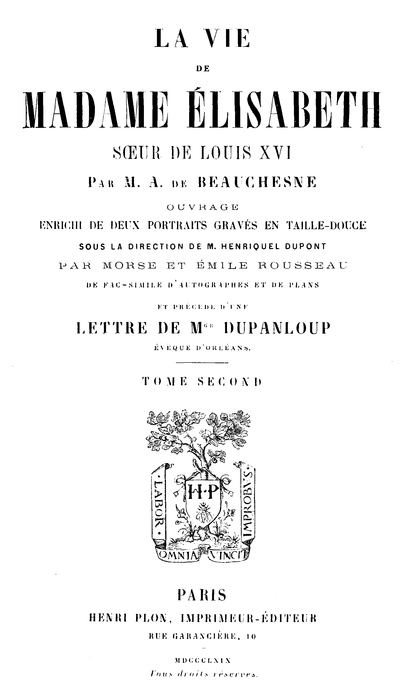 LA VIE
DE
MADAME ÉLISABETH
SŒUR DE LOUIS XVI
PAR M. A. DE BEAUCHESNE
OUVRAGE
ENRICHI DE DEUX PORTRAITS GRAVÉS EN TAILLE-DOUCE
SOUS LA DIRECTION DE M. HENRIQUEL DUPONT
PAR MORSE ET ÉMILE ROUSSEAU
DE FAC-SIMILE D'AUTOGRAPHES ET DE PLANS
ET PRÉCÉDÉ D'UNE
LETTRE DE Mgr DUPANLOUP
ÉVEQUE D'ORLÉANS.
TOME SECOND
H P
LABOR
IMPROBVS
OMNIA VINCIT
PARIS
HENRI PLON, IMPRIMEUR-ÉDITEUR
RUE GARANCIÈRE, 10
MDCCCLXIX
Tous droits réservés.